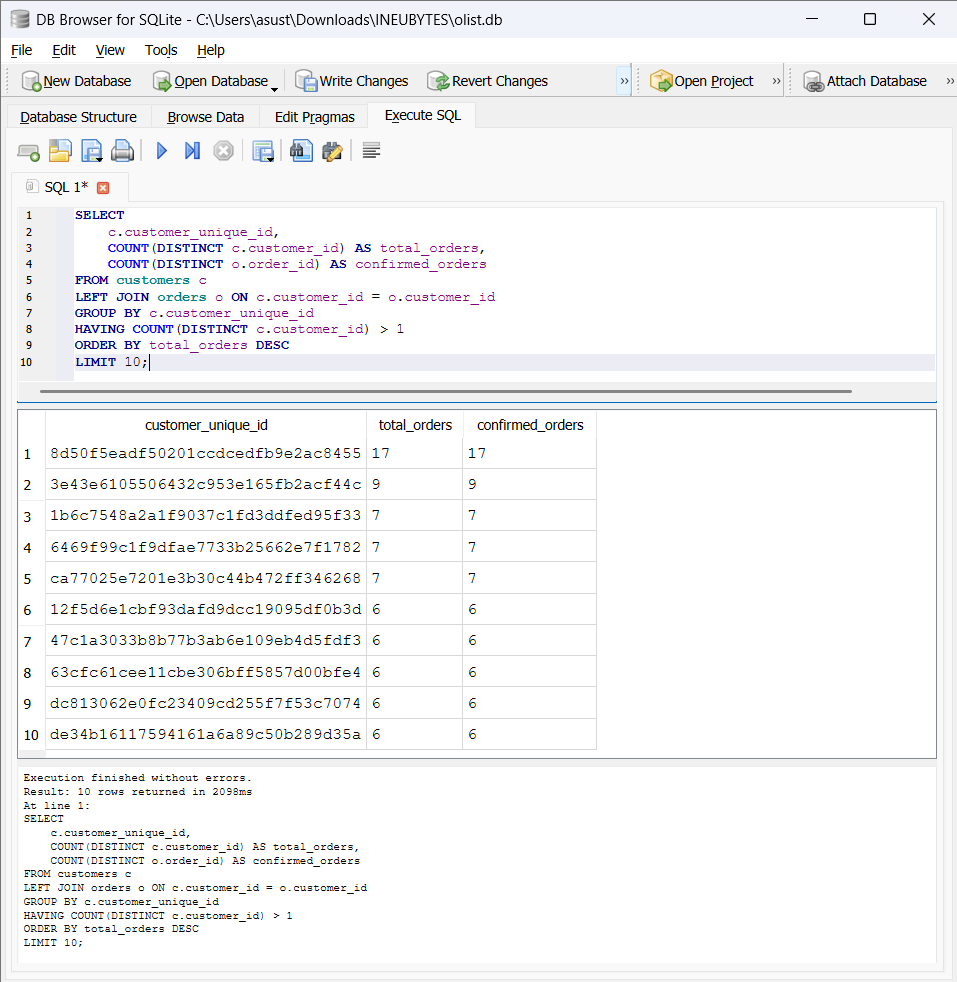 DB Browser for SQLite - C:\Users\asust\Downloads\INEUBYTES\olist.db
File Edit View Tools Help
New Database Open Database Write Changes Revert Changes » Open Project » Attach Database »
Database Structure Browse Data Edit Pragmas Execute SQL
SQL 1*
1 SELECT
2 c.customer_unique_id,
3 COUNT(DISTINCT c.customer_id) AS total_orders,
4 COUNT(DISTINCT o.order_id) AS confirmed_orders
5 FROM customers c
6 LEFT JOIN orders o ON c.customer_id = o.customer_id
7 GROUP BY c.customer_unique_id
8 HAVING COUNT(DISTINCT c.customer_id) > 1
9 ORDER BY total_orders DESC
10 LIMIT 10;
customer_unique_id total_orders confirmed_orders
1 8d50f5eadf50201ccdcedfb9e2ac8455 17 17
2 3e43e6105506432c953e165fb2acf44c 9 9
3 1b6c7548a2a1f9037c1fd3ddfed95f33 7 7
4 6469f99c1f9dfae7733b25662e7f1782 7 7
5 ca77025e7201e3b30c44b472ff346268 7 7
6 12f5d6e1cbf93dafd9dcc19095df0b3d 6 6
7 47c1a3033b8b77b3ab6e109eb4d5fdf3 6 6
8 63cfc61cee11cbe306bff5857d00bfe4 6 6
9 dc813062e0fc23409cd255f7f53c7074 6 6
10 de34b16117594161a6a89c50b289d35a 6 6
Execution finished without errors.
Result: 10 rows returned in 2098ms
At line 1:
SELECT
c.customer_unique_id,
COUNT(DISTINCT c.customer_id) AS total_orders,
COUNT(DISTINCT o.order_id) AS confirmed_orders
FROM customers c
LEFT JOIN orders o ON c.customer_id = o.customer_id
GROUP BY c.customer_unique_id
HAVING COUNT(DISTINCT c.customer_id) > 1
ORDER BY total_orders DESC
LIMIT 10;